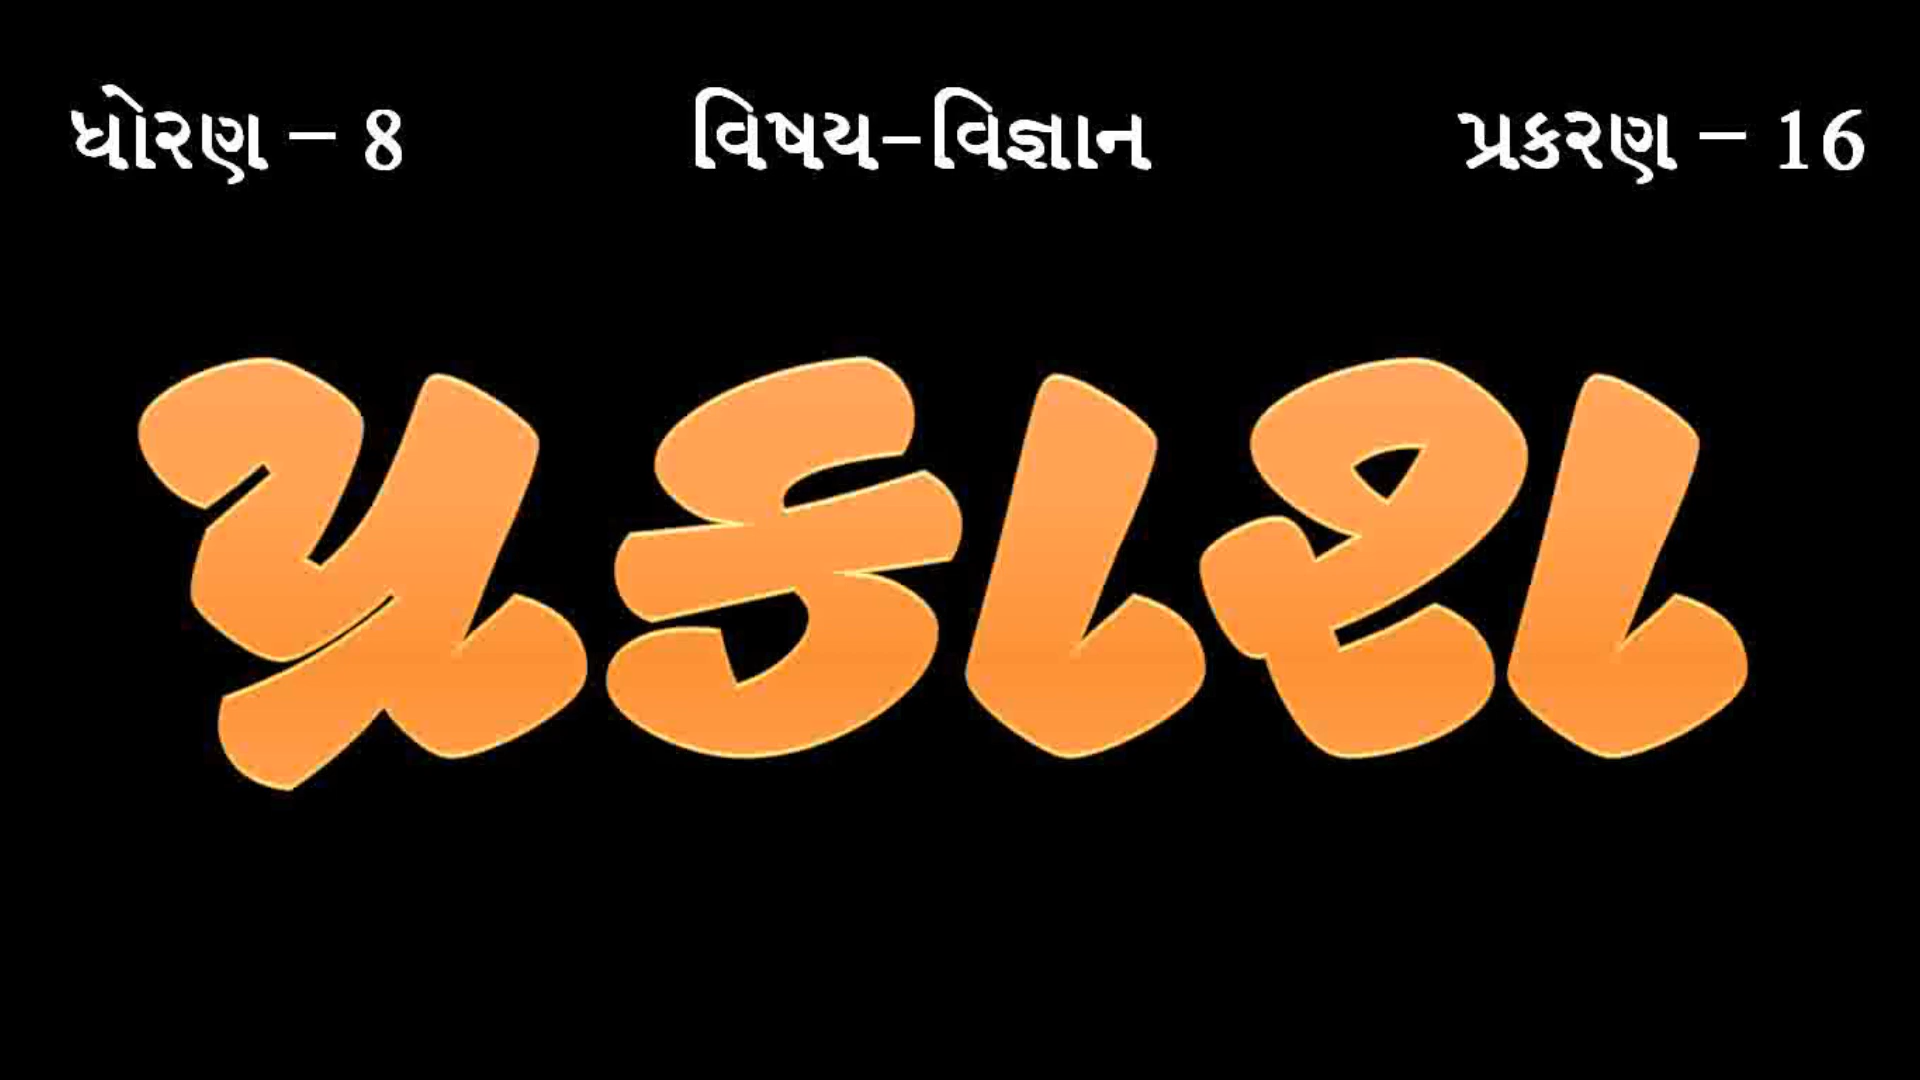 ધોરણ – 8 વિષય-વિજ્ઞાન પ્રકરણ – 16
પ્રકાશ